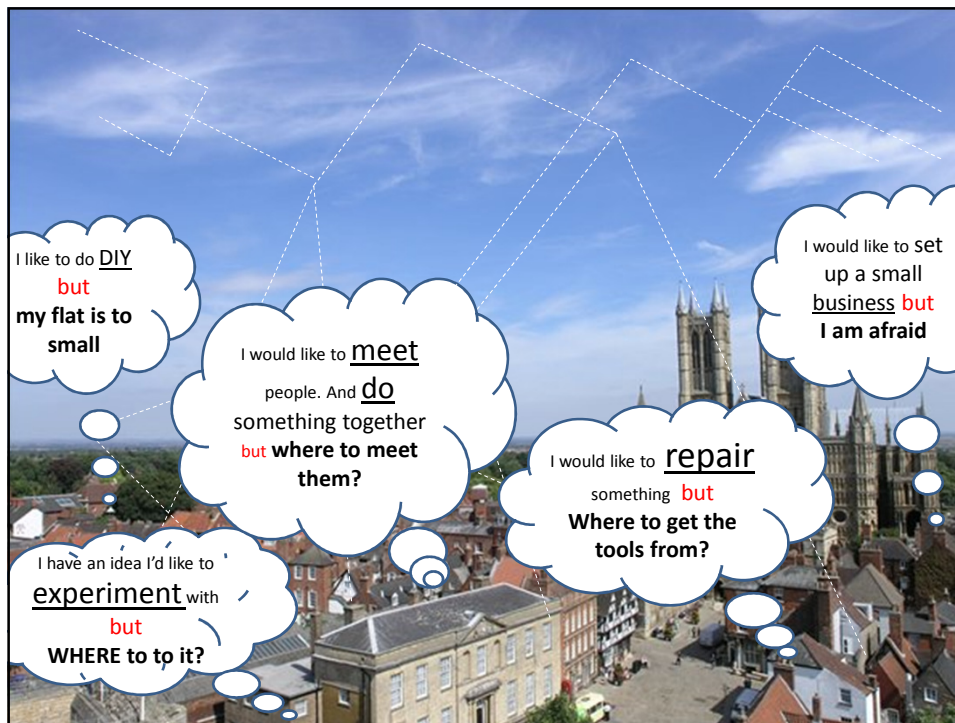 I like to do DIY
but
my flat is to
small
I would like to meet
people. And do
something together
but where to meet
them?
I would like to set
up a small
business but
I am afraid
I would like to repair
something but
Where to get the
tools from?
I have an idea I'd like to
experiment with
but
WHERE to to it?